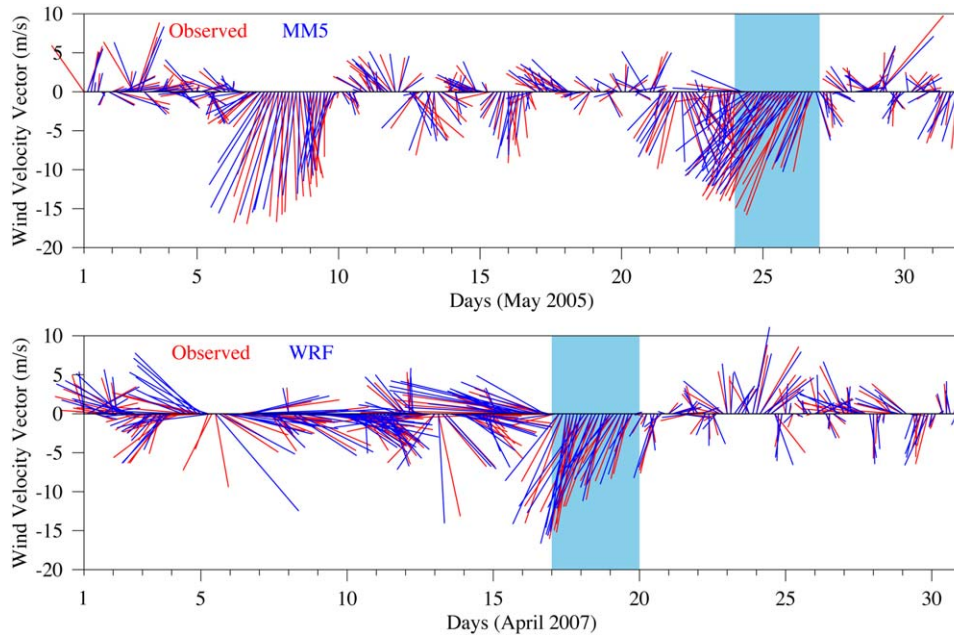 10
Observed MM5
5
0
-5
-10
-15
-20
Wind Velocity Vector (m/s)
1 5 10 15 20 25 30
Days (May 2005)
10
Observed WRF
5
0
-5
-10
-15
-20
Wind Velocity Vector (m/s)
1 5 10 15 20 25 30
Days (April 2007)